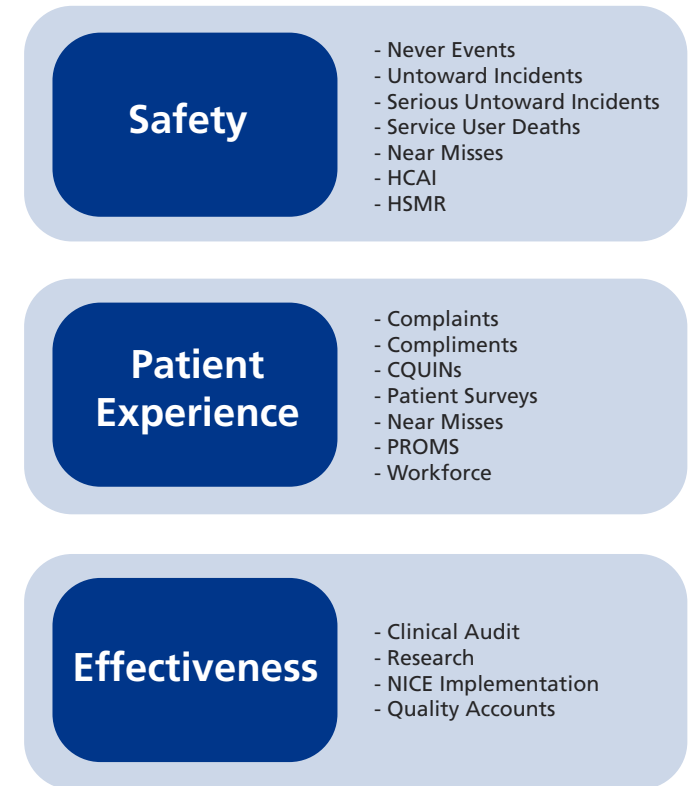 Safety
- Never Events
- Untoward Incidents
- Serious Untoward Incidents
- Service User Deaths
- Near Misses
- HCAI
- HSMR
Patient
Experience
- Complaints
- Compliments
- CQUINs
- Patient Surveys
- Near Misses
- PROMS
- Workforce
Effectiveness
- Clinical Audit
- Research
- NICE Implementation
- Quality Accounts